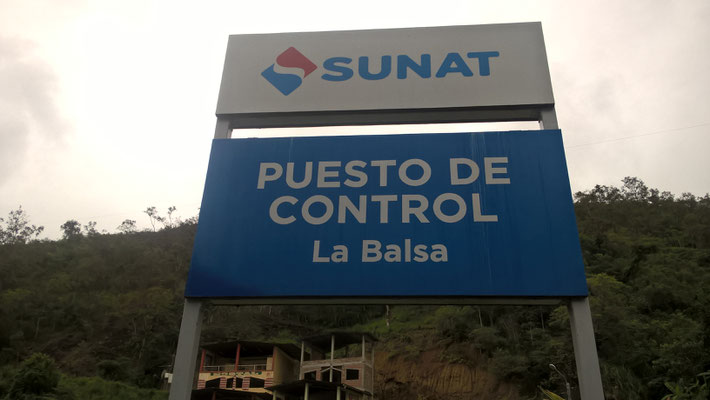 SUNAT
PUESTO DE
CONTROL
La Balsa